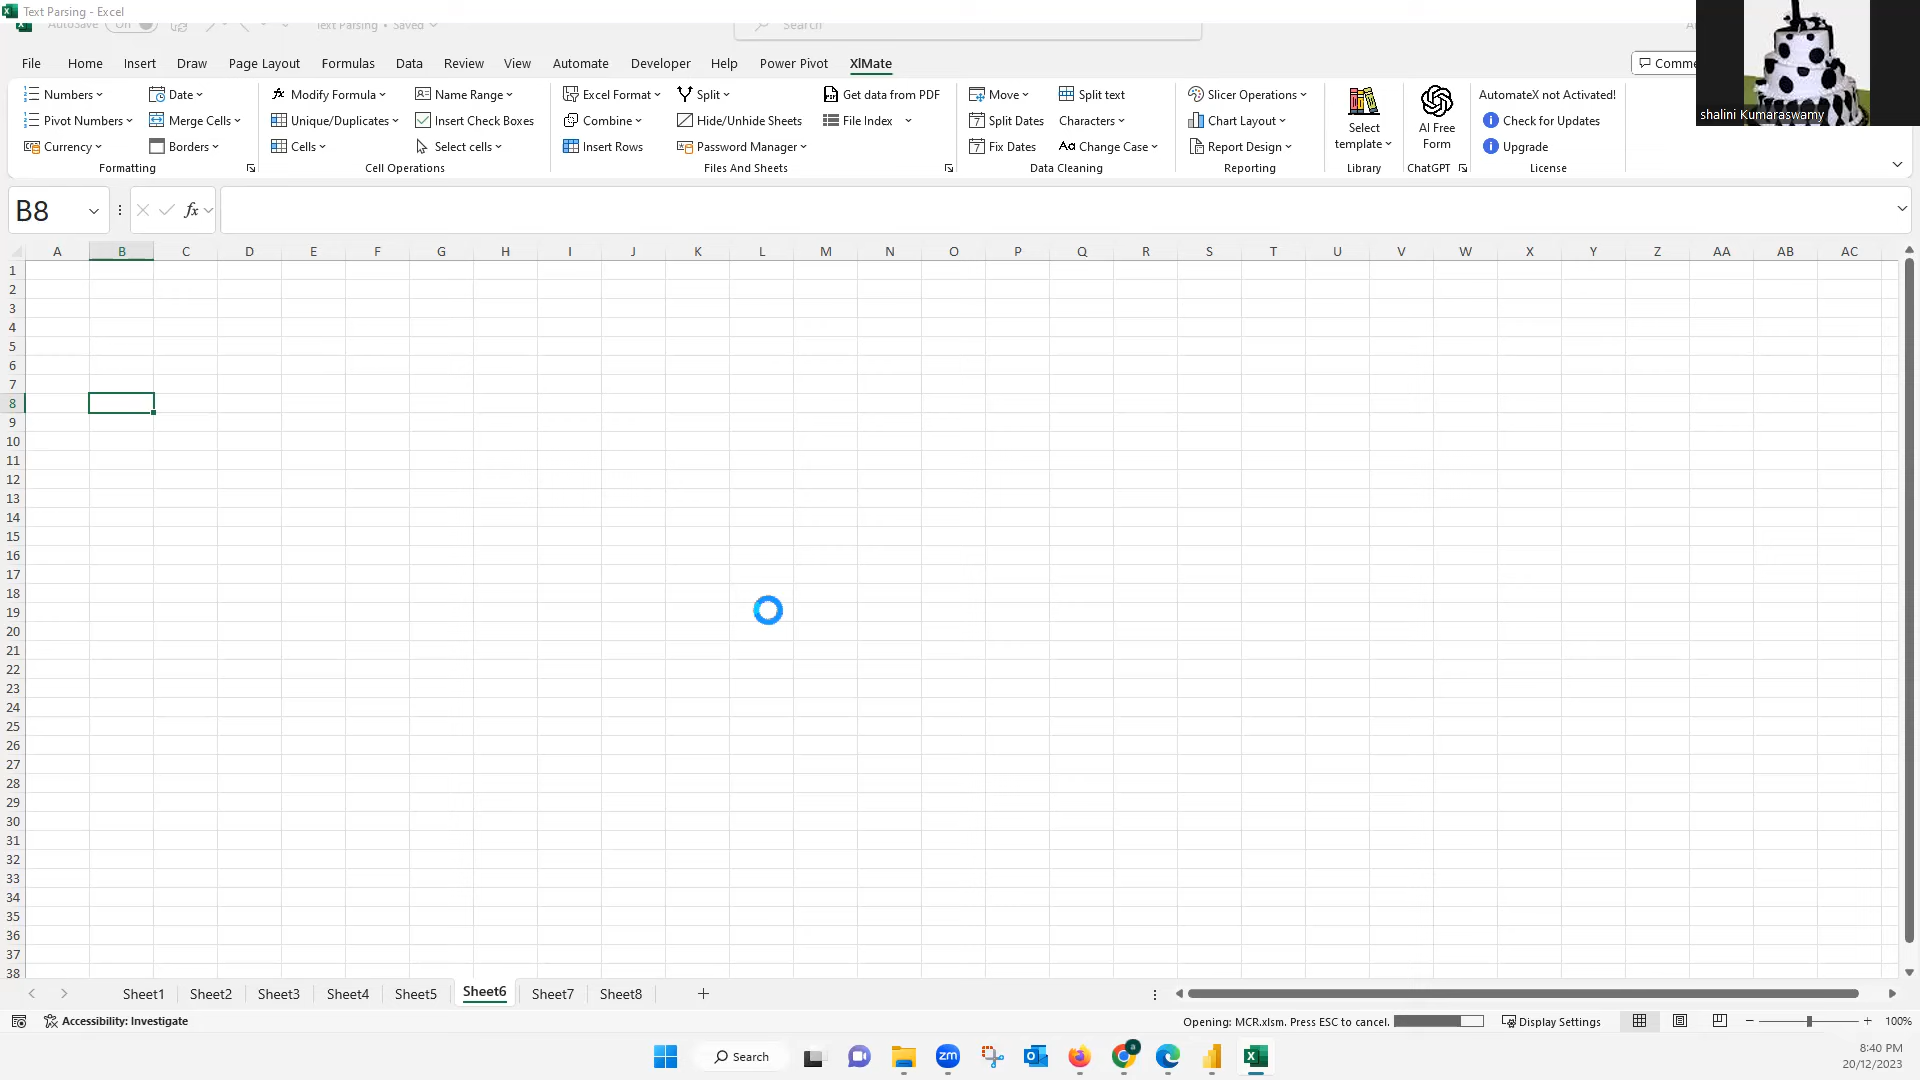 Text Parsing - Excel
AutoSave On Text Parsing • Saved Search
File Home Insert Draw Page Layout Formulas Data Review View Automate Developer Help Power Pivot XlMate
Numbers Date Modify Formula Name Range Excel Format Split Get data from PDF Move Split text Slicer Operations AutomateX not Activated!
Pivot Numbers Merge Cells Unique/Duplicates Insert Check Boxes Combine Hide/Unhide Sheets File Index Split Dates Characters Chart Layout Select AI Free Check for Updates
Currency Borders Cells Select cells Insert Rows Password Manager Fix Dates Change Case Report Design template Form Upgrade
Formatting Cell Operations Files And Sheets Data Cleaning Reporting Library ChatGPT License
shalini Kumaraswamy
B8 fx
A B C D E F G H I J K L M N O P Q R S T U V W X Y Z AA AB AC
1
2
3
4
5
6
7
8
9
10
11
12
13
14
15
16
17
18
19
20
21
22
23
24
25
26
27
28
29
30
31
32
33
34
35
36
37
38
Sheet1 Sheet2 Sheet3 Sheet4 Sheet5 Sheet6 Sheet7 Sheet8
Accessibility: Investigate Opening: MCR.xlsm. Press ESC to cancel. Display Settings 100%
Search zm a
8:40 PM
20/12/2023